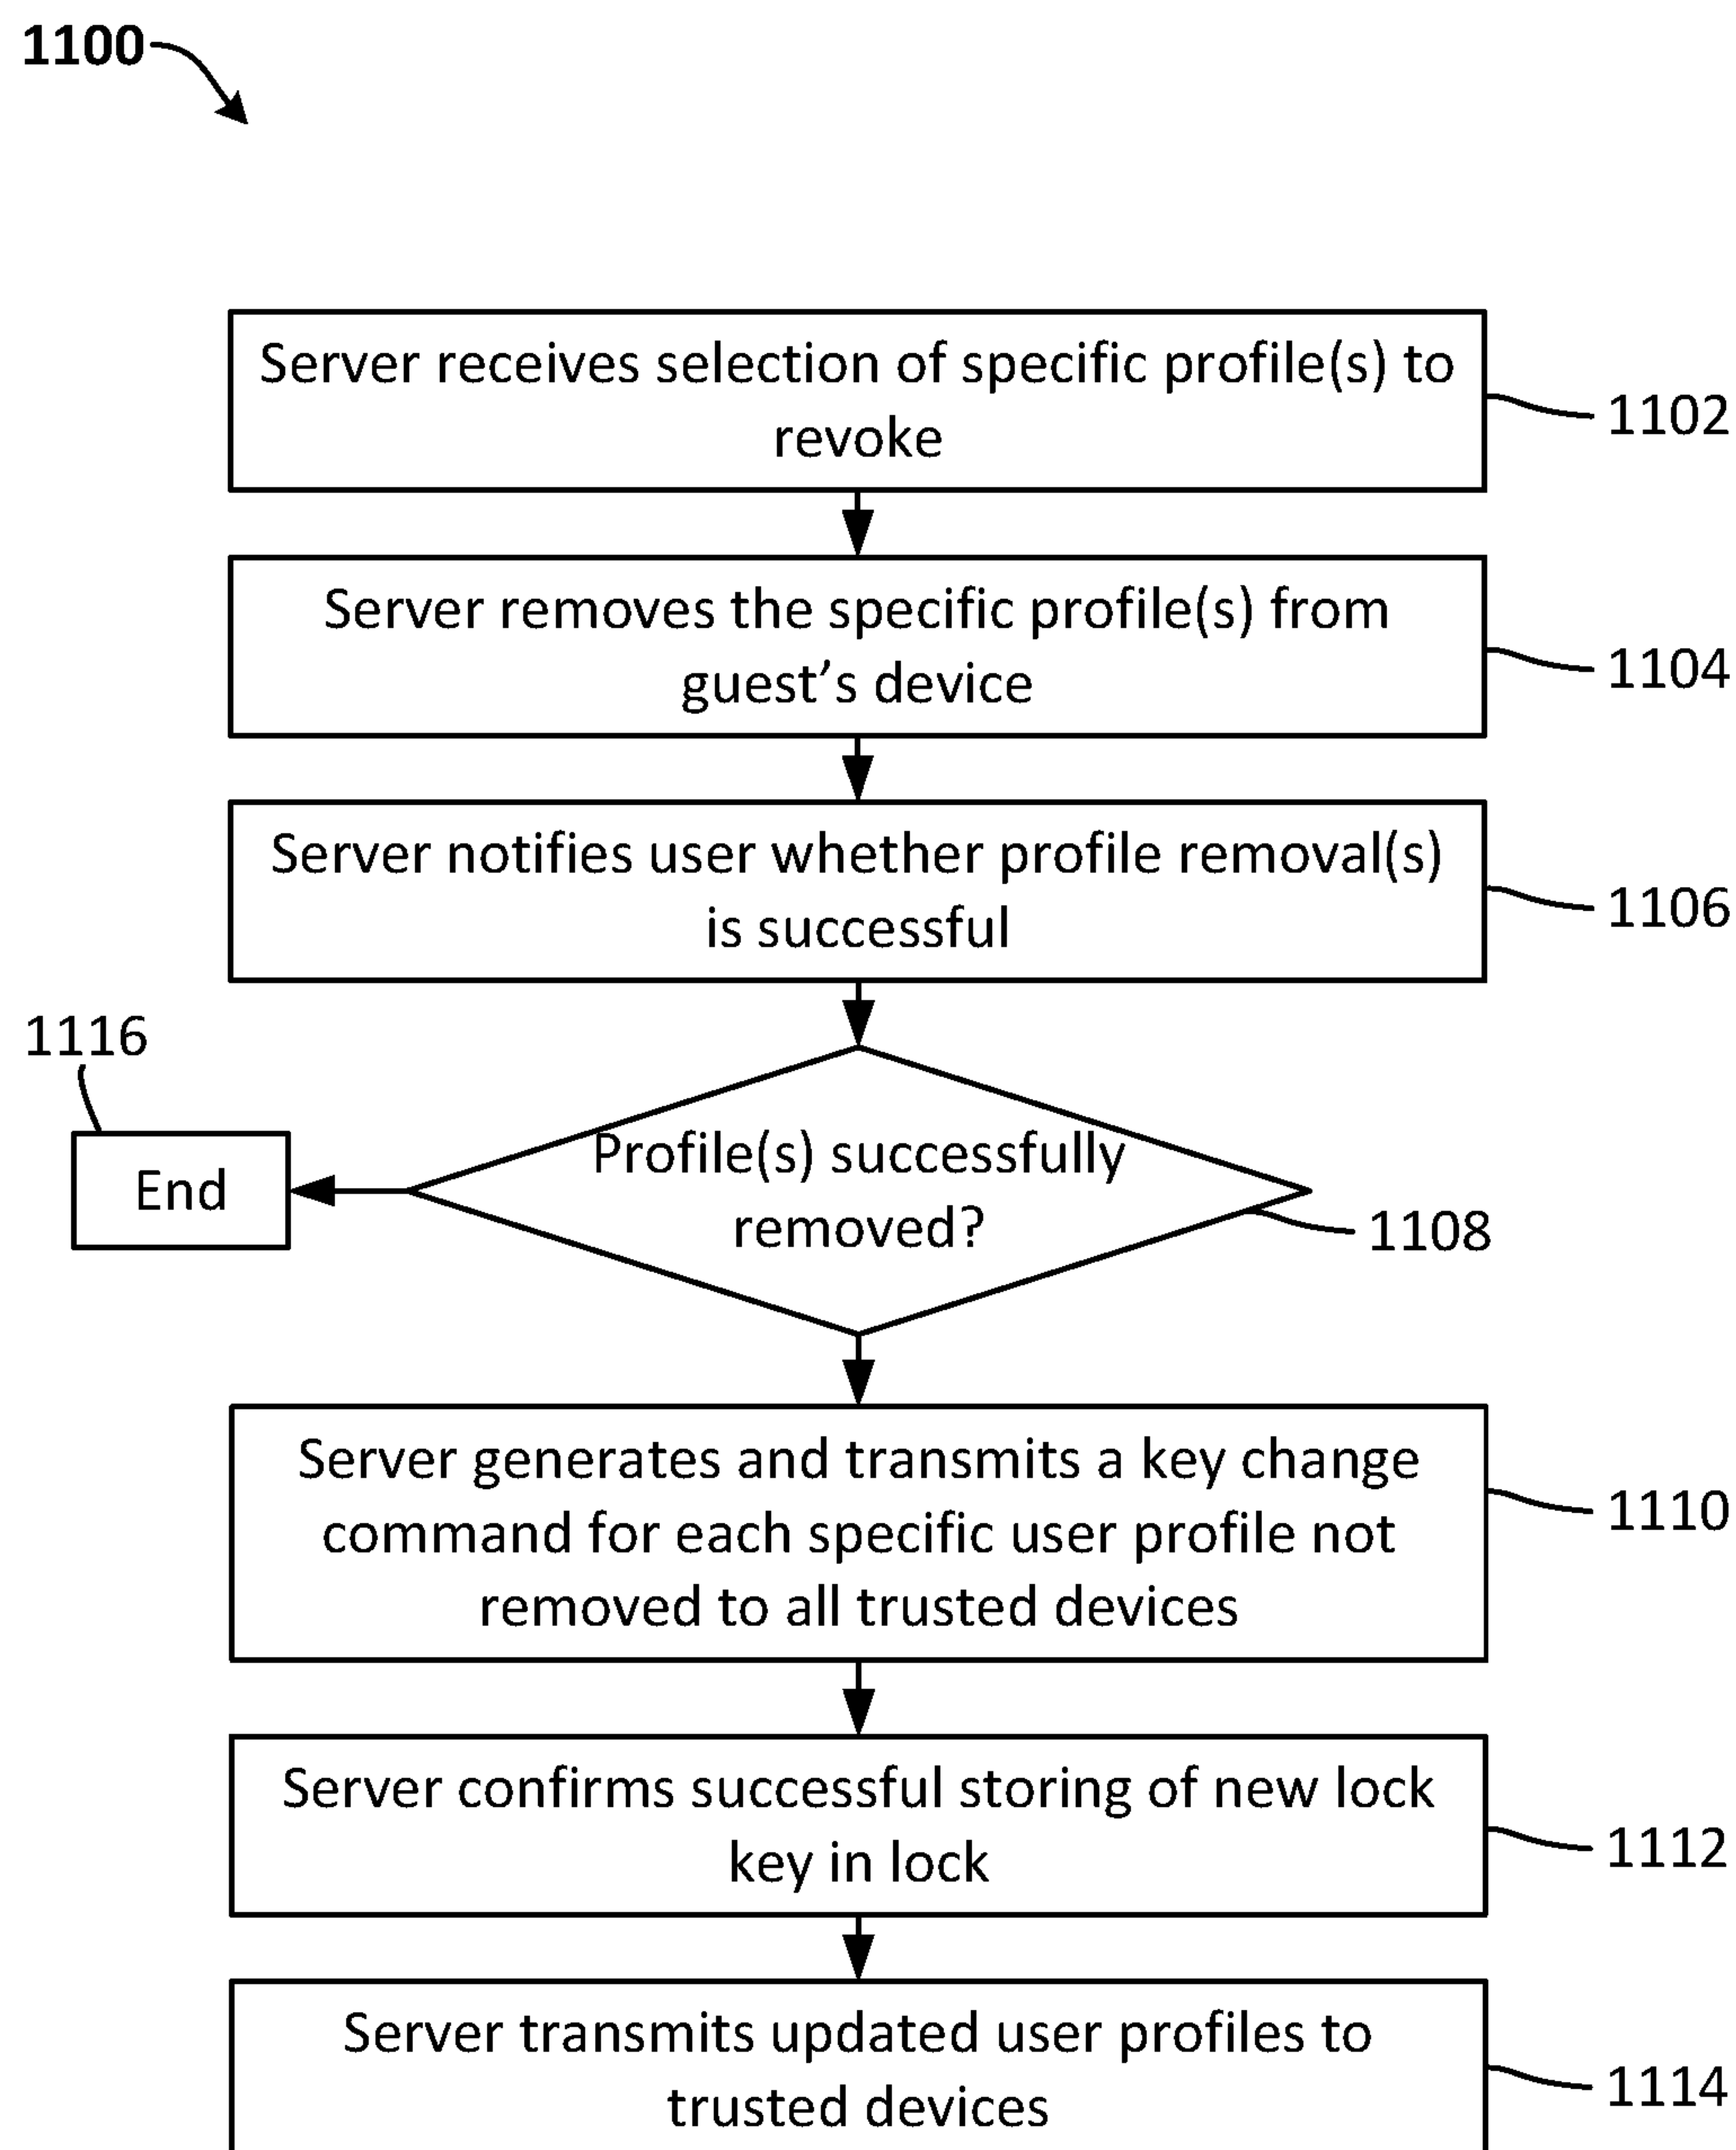 1100
Server receives selection of specific profile(s) to
revoke
1102
Server removes the specific profile(s) from
guest’s device
1104
Server notifies user whether profile removal(s)
is successful
1106
1116
End
Profile(s) successfully
removed?
1108
Server generates and transmits a key change
command for each specific user profile not
removed to all trusted devices
1110
Server confirms successful storing of new lock
key in lock
1112
Server transmits updated user profiles to
trusted devices
1114